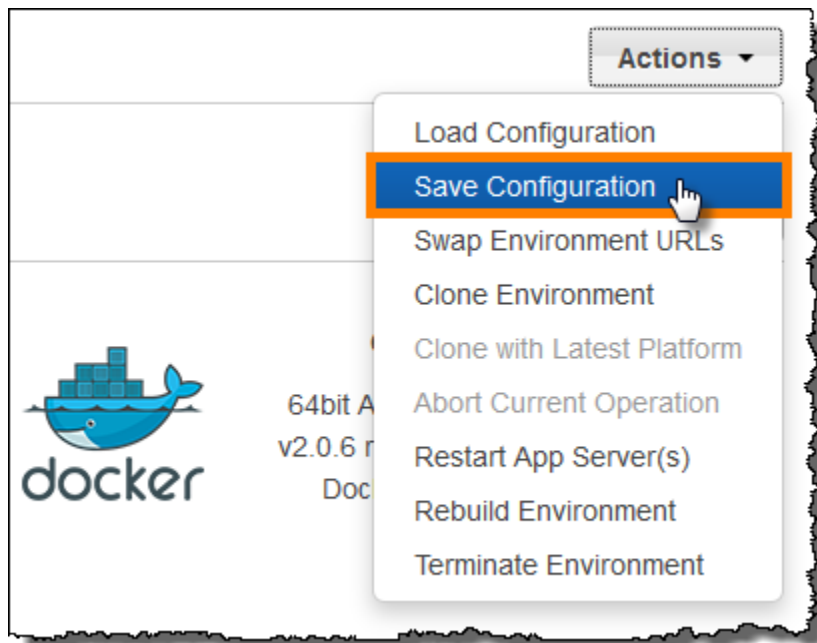 Actions
Load Configuration
Save Configuration
Swap Environment URLs
Clone Environment
Clone with Latest Platform
Abort Current Operation
Restart App Server(s)
Rebuild Environment
Terminate Environment
64bit
v2.0.6
docker